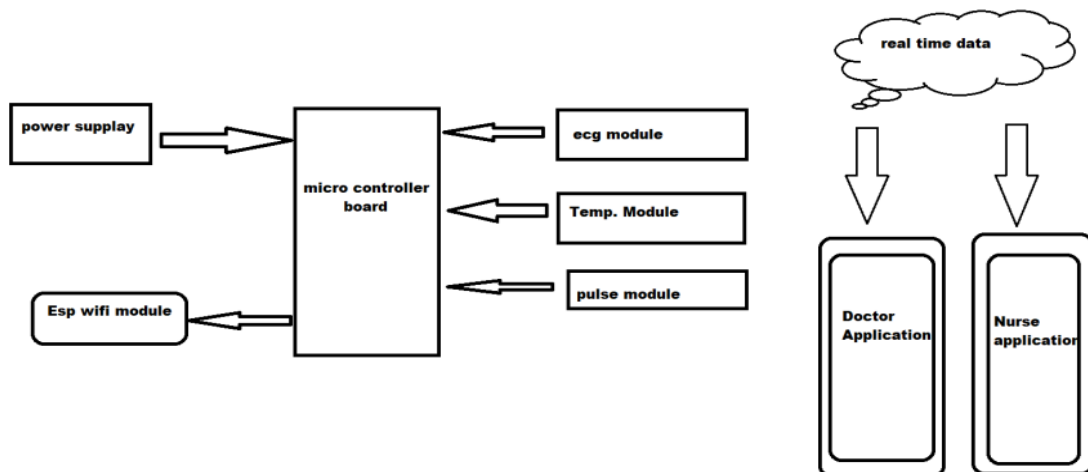 real time data
power supplay
ecg module
micro controller
board
Temp. Module
pulse module
Esp wifi module
Doctor
Application
Nurse
application